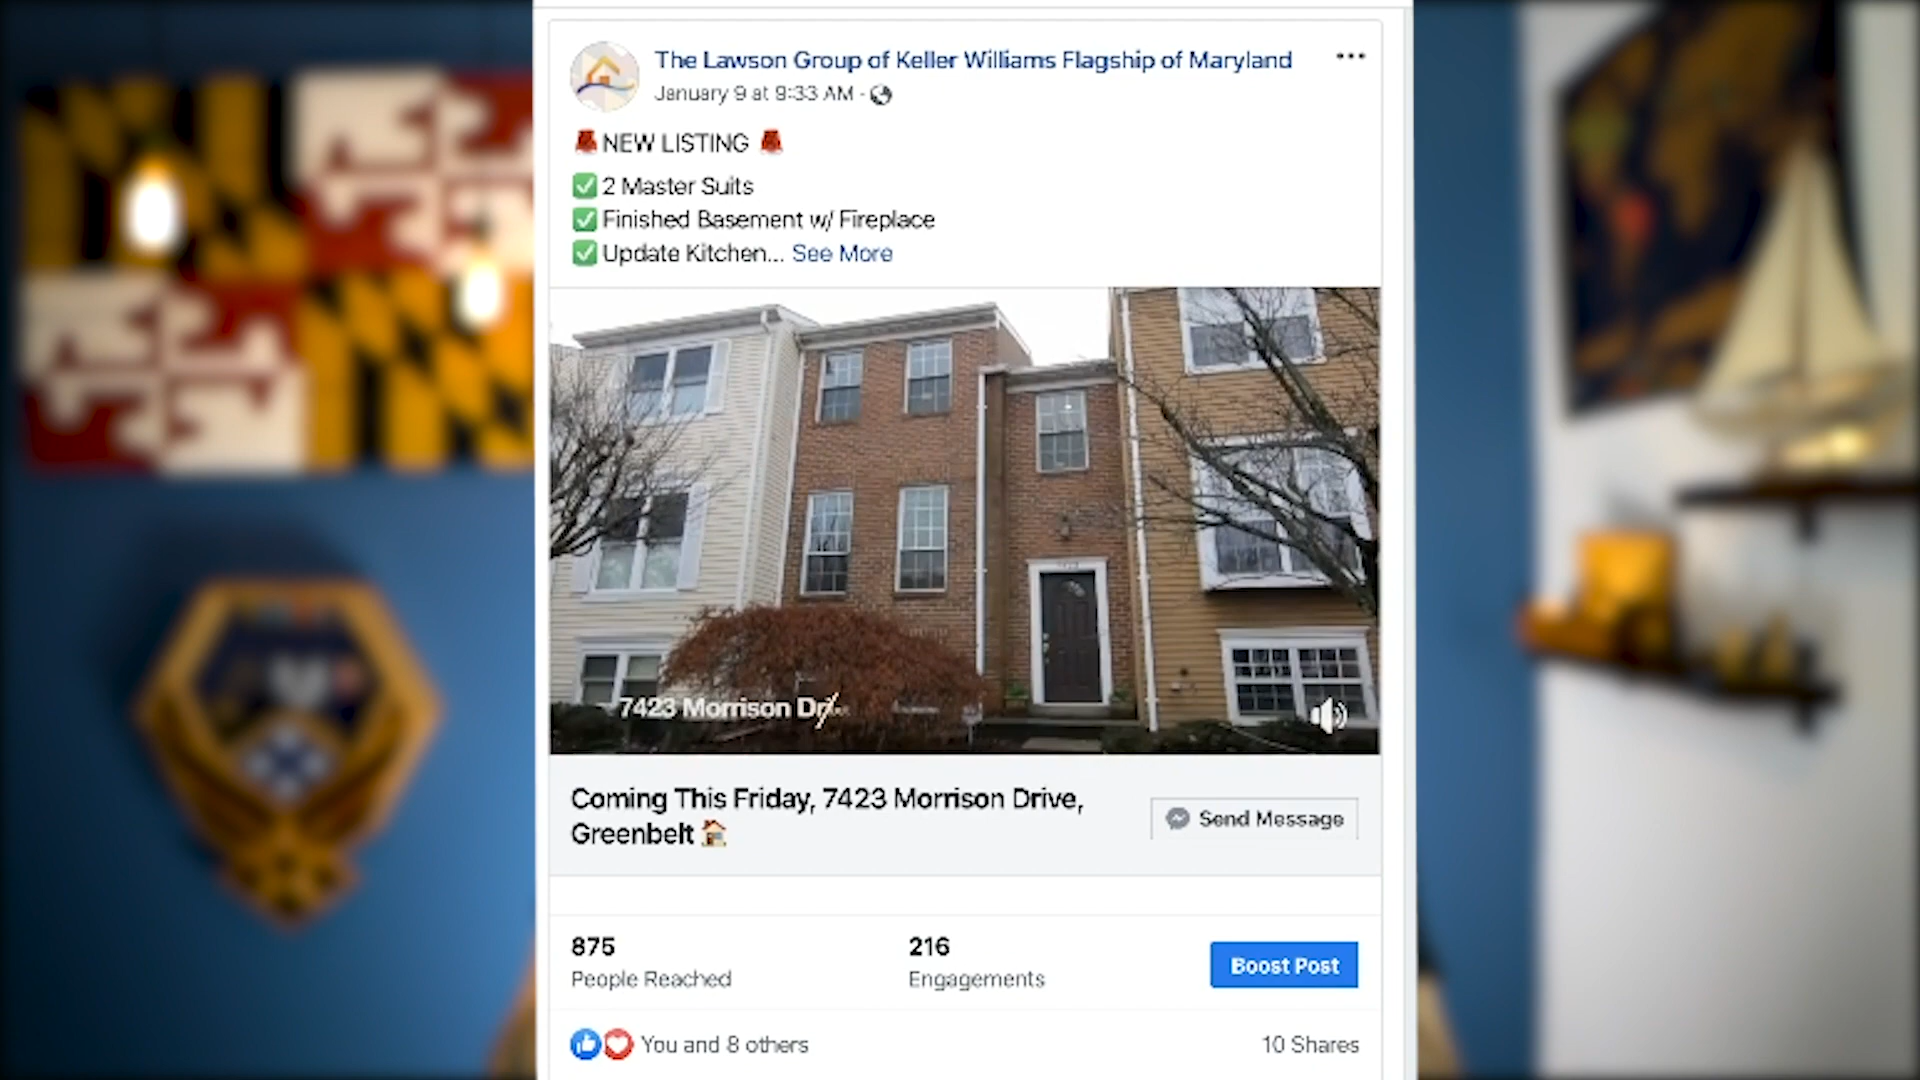 The Lawson Group of Keller Williams Flagship of Maryland
January 9 at 9:33 AM ·
NEW LISTING
2 Master Suits
Finished Basement w/ Fireplace
Update Kitchen... See More
7423 Morrison Dr
Coming This Friday, 7423 Morrison Drive,
Greenbelt
Send Message
875
People Reached
216
Engagements
Boost Post
You and 8 others
10 Shares